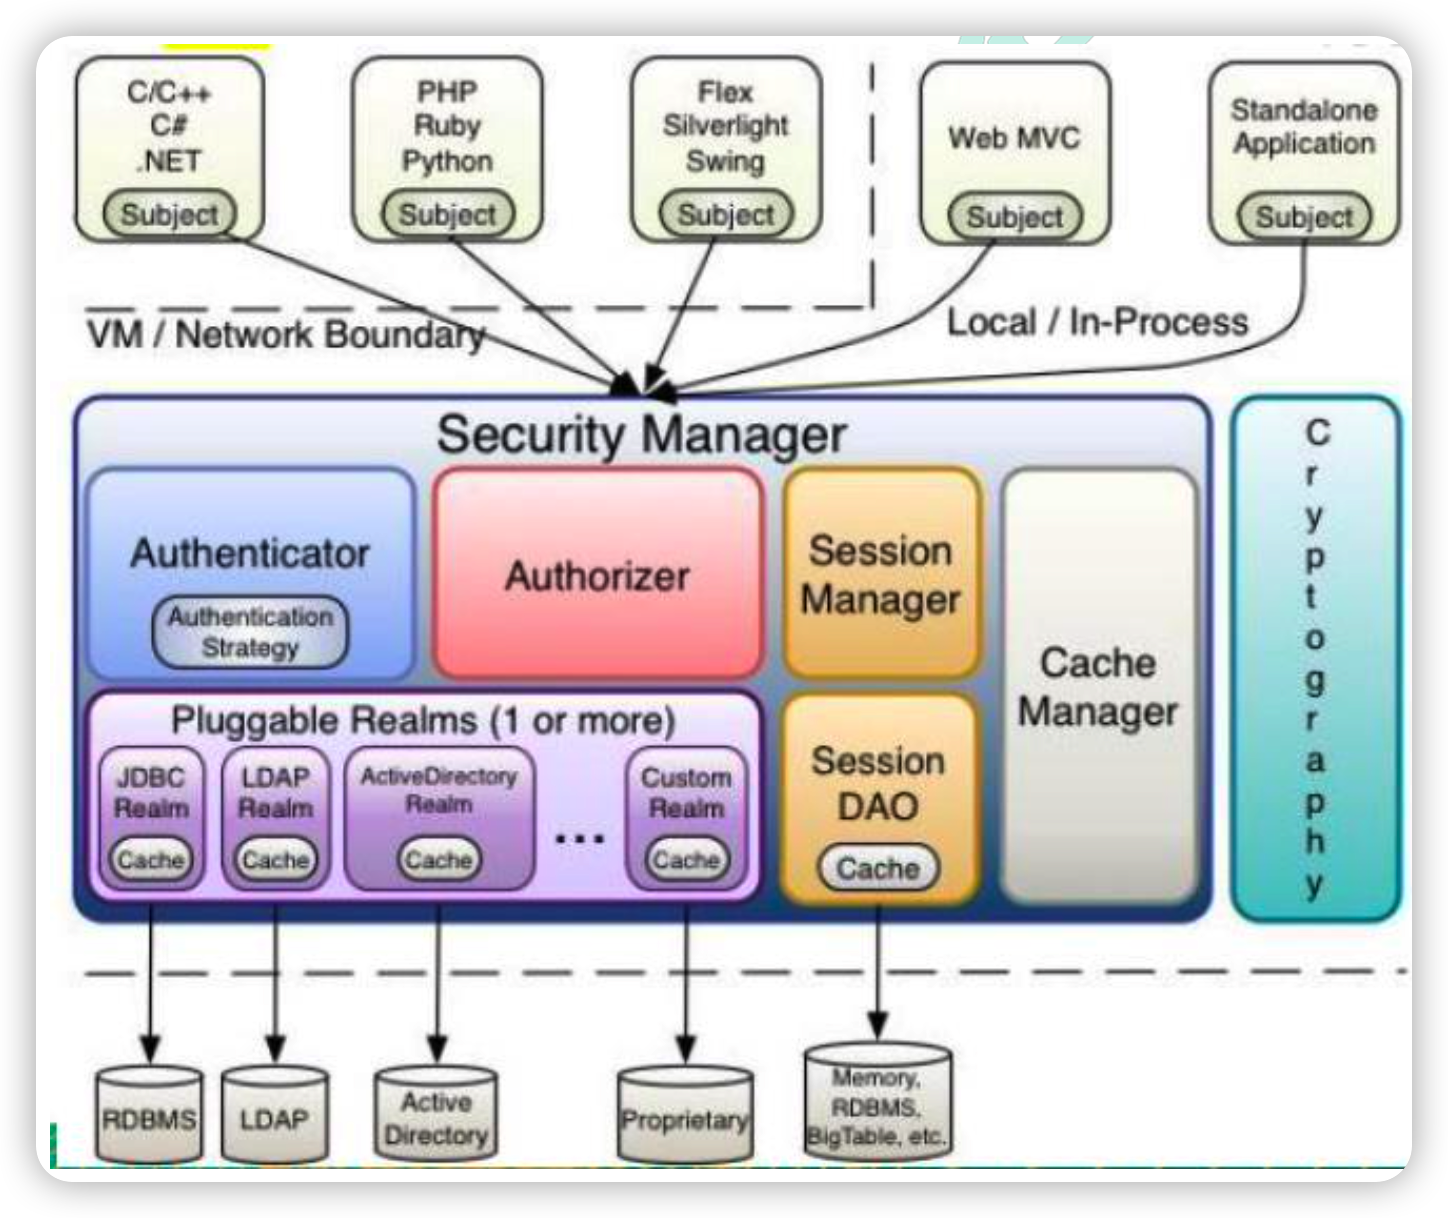 C/C++
C#
.NET
Subject
PHP
Ruby
Python
Subject
Flex
Silverlight
Swing
Subject
Web MVC
Subject
Standalone
Application
Subject
VM / Network Boundary
Local / In-Process
Security Manager
Authenticator
Authentication
Strategy
Authorizer
Session
Manager
Cache
Manager
Cryptography
Pluggable Realms (1 or more)
JDBC
Realm
Cache
LDAP
Realm
Cache
ActiveDirectory
Realm
Cache
...
Custom
Realm
Cache
Session
DAO
Cache
RDBMS
LDAP
Active
Directory
Proprietary
Memory,
RDBMS,
BigTable, etc.